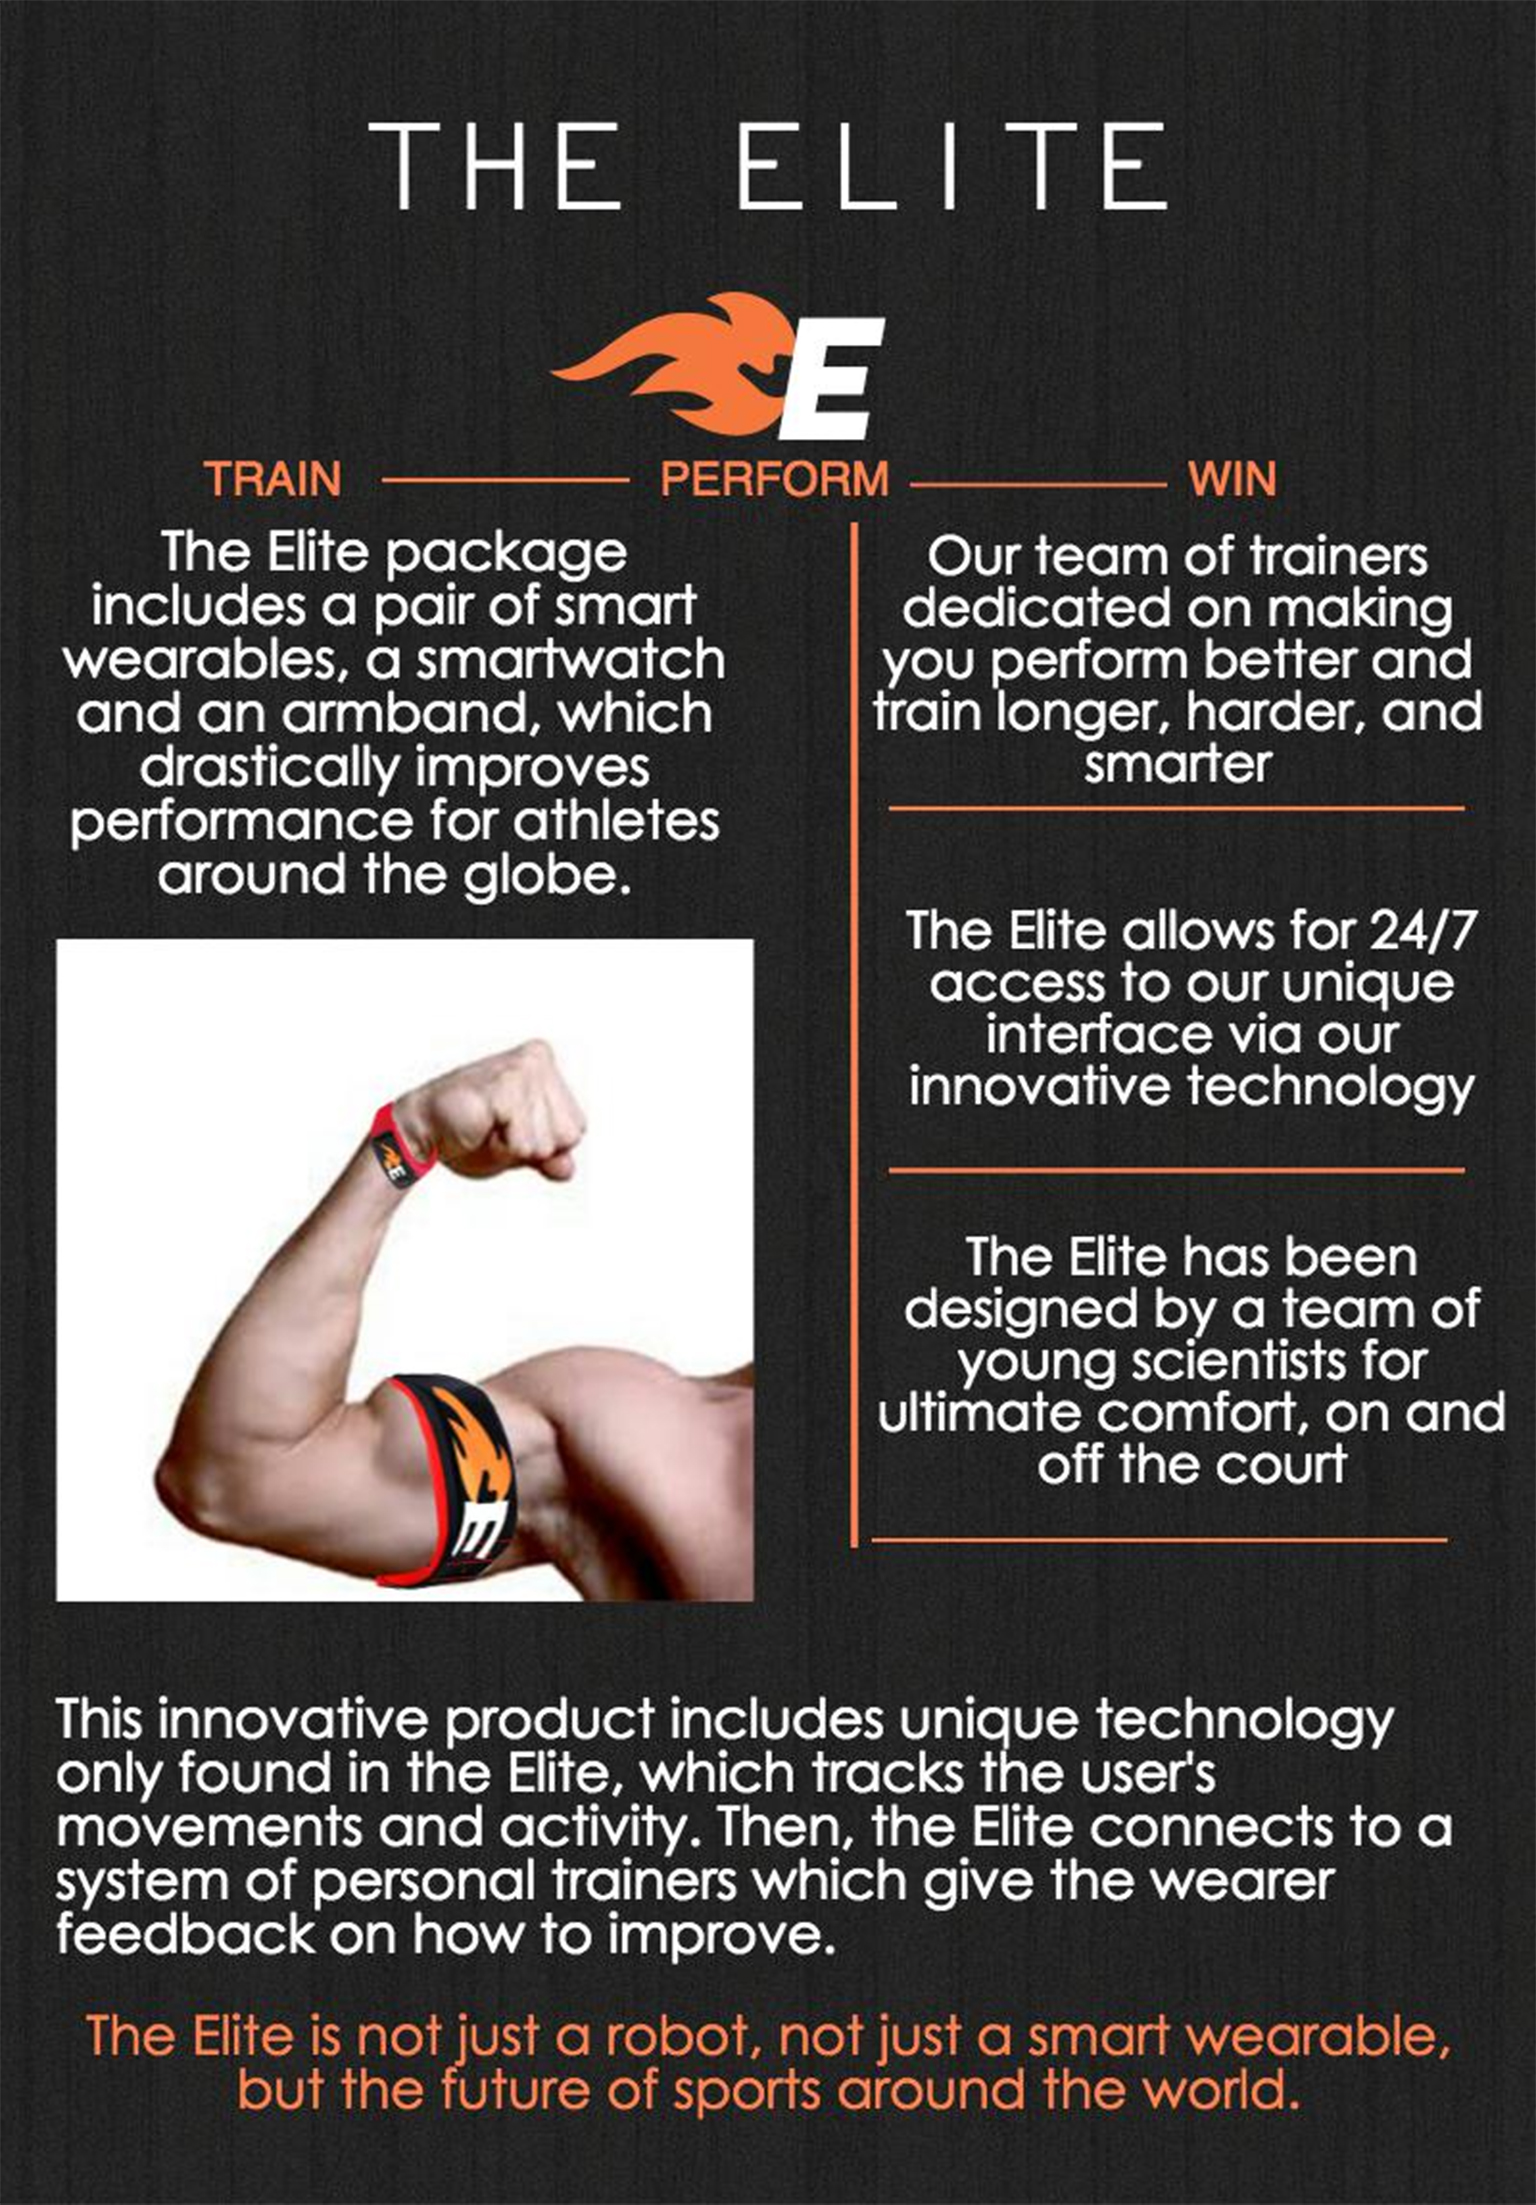 THE ELITE
E
TRAIN
PERFORM
WIN
The Elite package
includes a pair of smart
wearables, a smartwatch
and an armband, which
drastically improves
performance for athletes
around the globe.
E
E
Our team of trainers
dedicated on making
you perform better and
train longer, harder, and
smarter
The Elite allows for 24/7
access to our unique
interface via our
innovative technology
The Elite has been
designed by a team of
young scientists for
ultimate comfort, on and
off the court
This innovative product includes unique technology
only found in the Elite, which tracks the user's
movements and activity. Then, the Elite connects to a
system of personal trainers which give the wearer
feedback on how to improve.
The Elite is not just a robot, not just a smart wearable,
but the future of sports around the world.